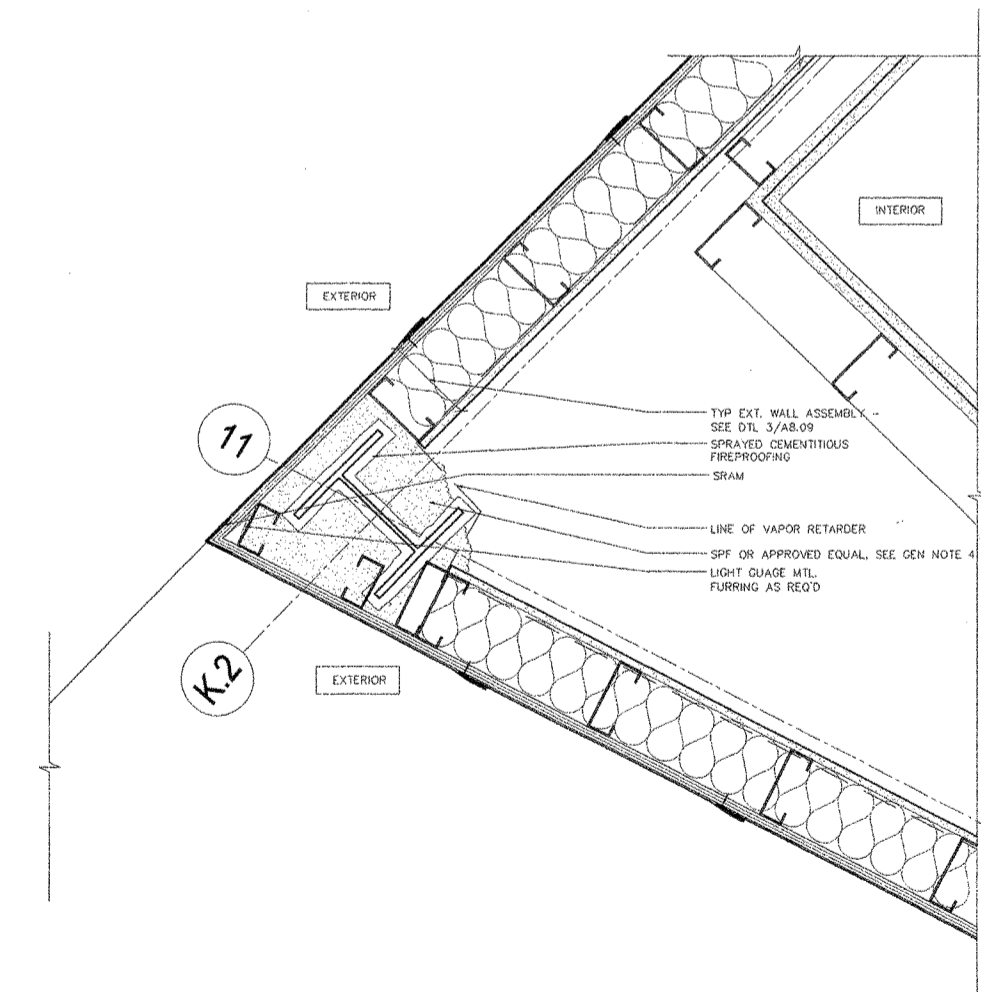 INTERIOR
EXTERIOR
TYP EXT. WALL ASSEMBLY -
SEE DTL 3/A8.09
11
SPRAYED CEMENTITIOUS
FIREPROOFING
SRAM
LINE OF VAPOR RETARDER
SPF OR APPROVED EQUAL, SEE GEN NOTE 4
LIGHT GUAGE MTL.
FURRING AS REQ'D
K.2
EXTERIOR